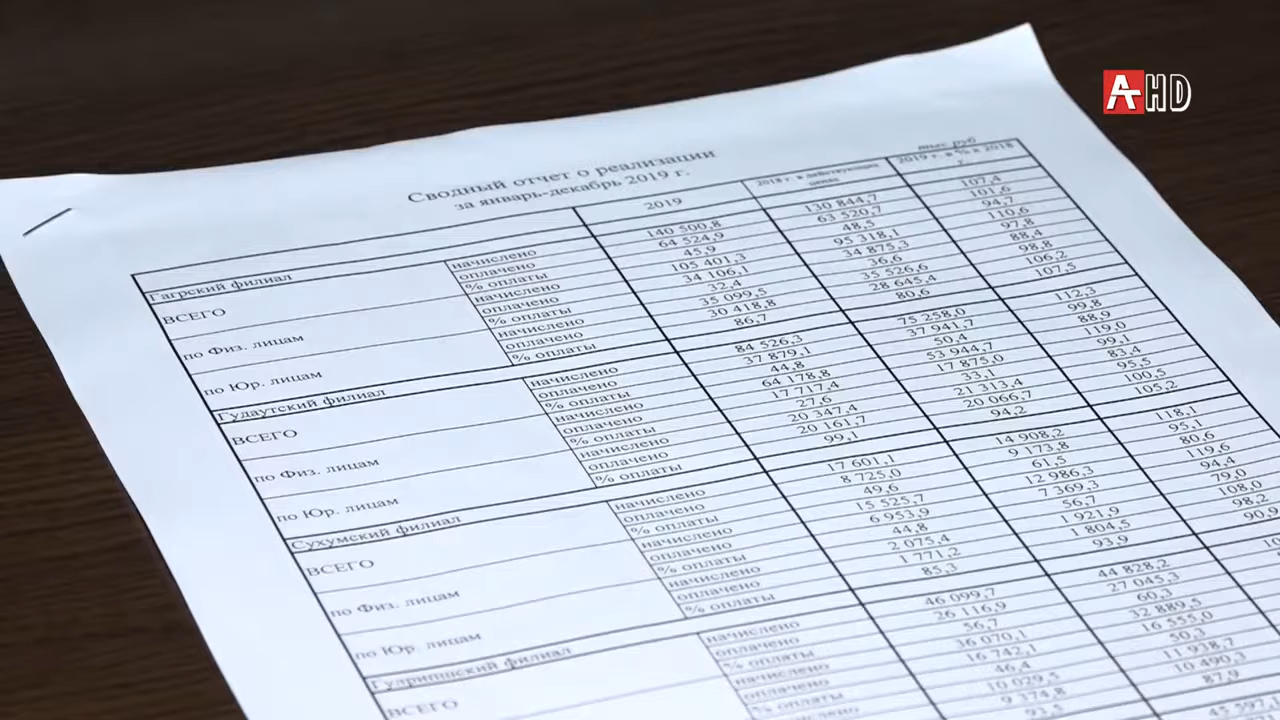 АТ HD
Сводный отчет о реализации
за январь-декабрь 2019 г.
тыс руб
2019 2018 г. в действующих ценах 2019 г. в % к 2018 г.
Гагрский филиал
ВСЕГО начислено 140 500,8 130 844,7 107,4
оплачено 64 524,9 63 520,7 101,6
% оплаты 45,9 48,5 94,7
по Физ. лицам начислено 105 401,3 95 318,1 110,6
оплачено 34 106,1 34 875,3 97,8
% оплаты 32,4 36,6 88,4
по Юр. лицам начислено 35 099,5 35 526,6 98,8
оплачено 30 418,8 28 645,4 106,2
% оплаты 86,7 80,6 107,5
Гудаутский филиал
ВСЕГО начислено 84 526,3 75 258,0 112,3
оплачено 37 879,1 37 941,7 99,8
% оплаты 44,8 50,4 88,9
по Физ. лицам начислено 64 178,8 53 944,7 119,0
оплачено 17 717,4 17 875,0 99,1
% оплаты 27,6 33,1 83,4
по Юр. лицам начислено 20 347,4 21 313,4 95,5
оплачено 20 161,7 20 066,7 100,5
% оплаты 99,1 94,2 105,2
Сухумский филиал
ВСЕГО начислено 17 601,1 14 908,2 118,1
оплачено 8 725,0 9 173,8 95,1
% оплаты 49,6 61,5 80,6
по Физ. лицам начислено 15 525,7 12 986,3 119,6
оплачено 6 953,9 7 369,3 94,4
% оплаты 44,8 56,7 79,0
по Юр. лицам начислено 2 075,4 1 921,9 108,0
оплачено 1 771,2 1 804,5 98,2
% оплаты 85,3 93,9 90,9
Гулрипшский филиал
ВСЕГО начислено 46 099,7 44 828,2
оплачено 26 116,9 27 045,3
% оплаты 56,7 60,3
начислено 36 070,1 32 889,5
оплачено 16 742,1 16 555,0
% оплаты 46,4 50,3
10 029,5 11 938,7
9 374,8 10 490,3
93,5 87,9